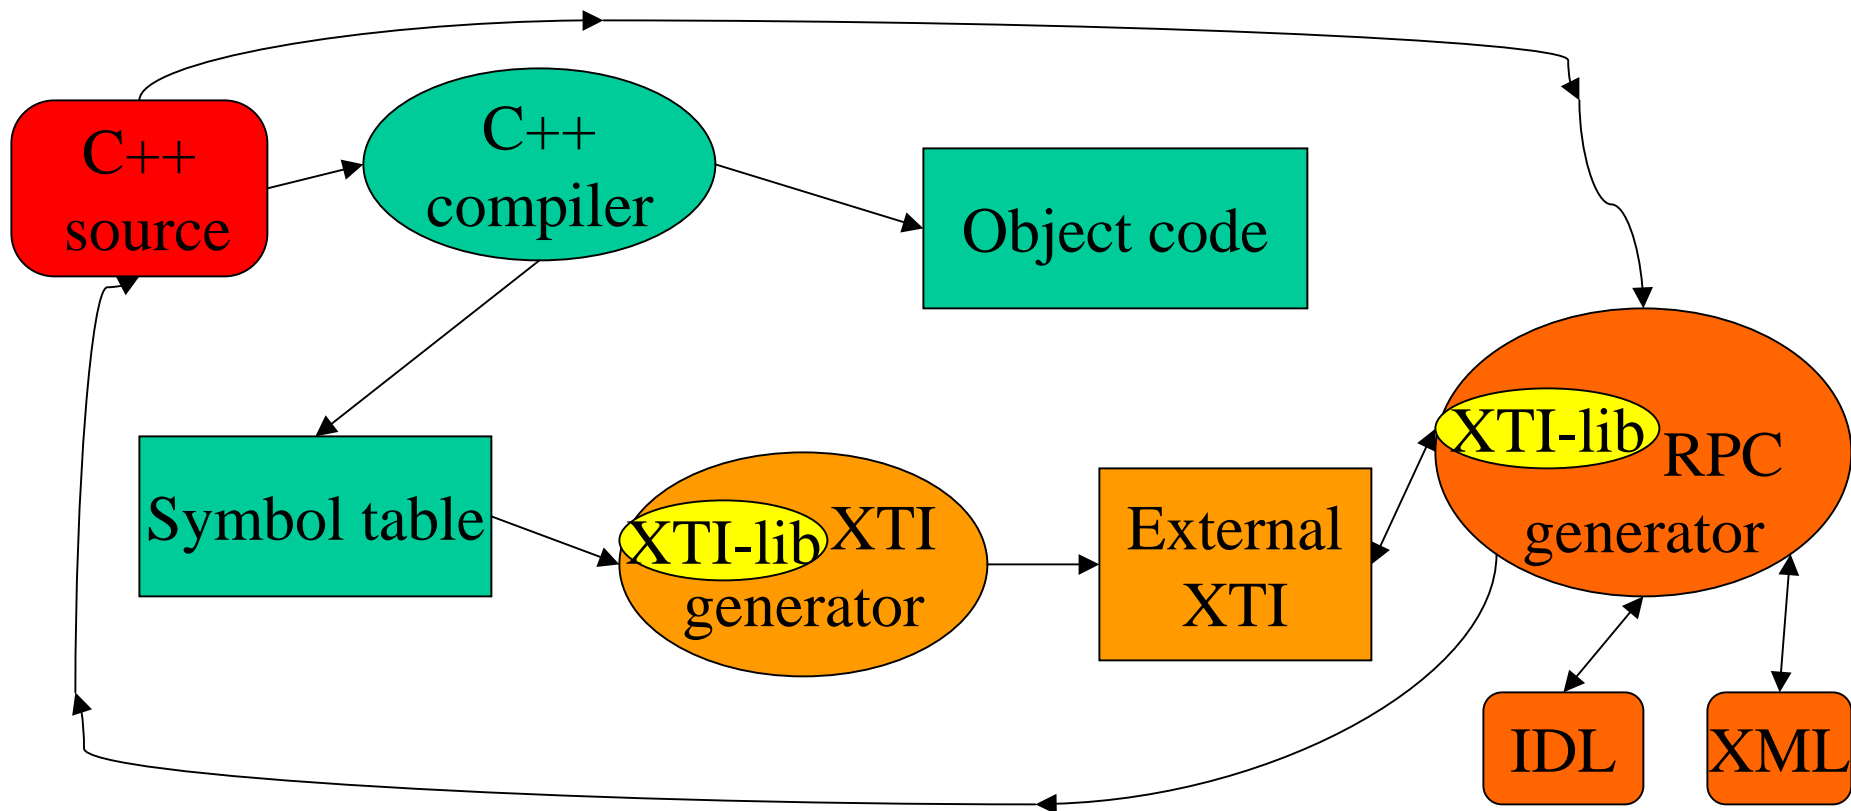 C++
source
C++
compiler
Object code
Symbol table
XTI-lib
XTI
generator
External
XTI
XTI-lib
RPC
generator
IDL
XML